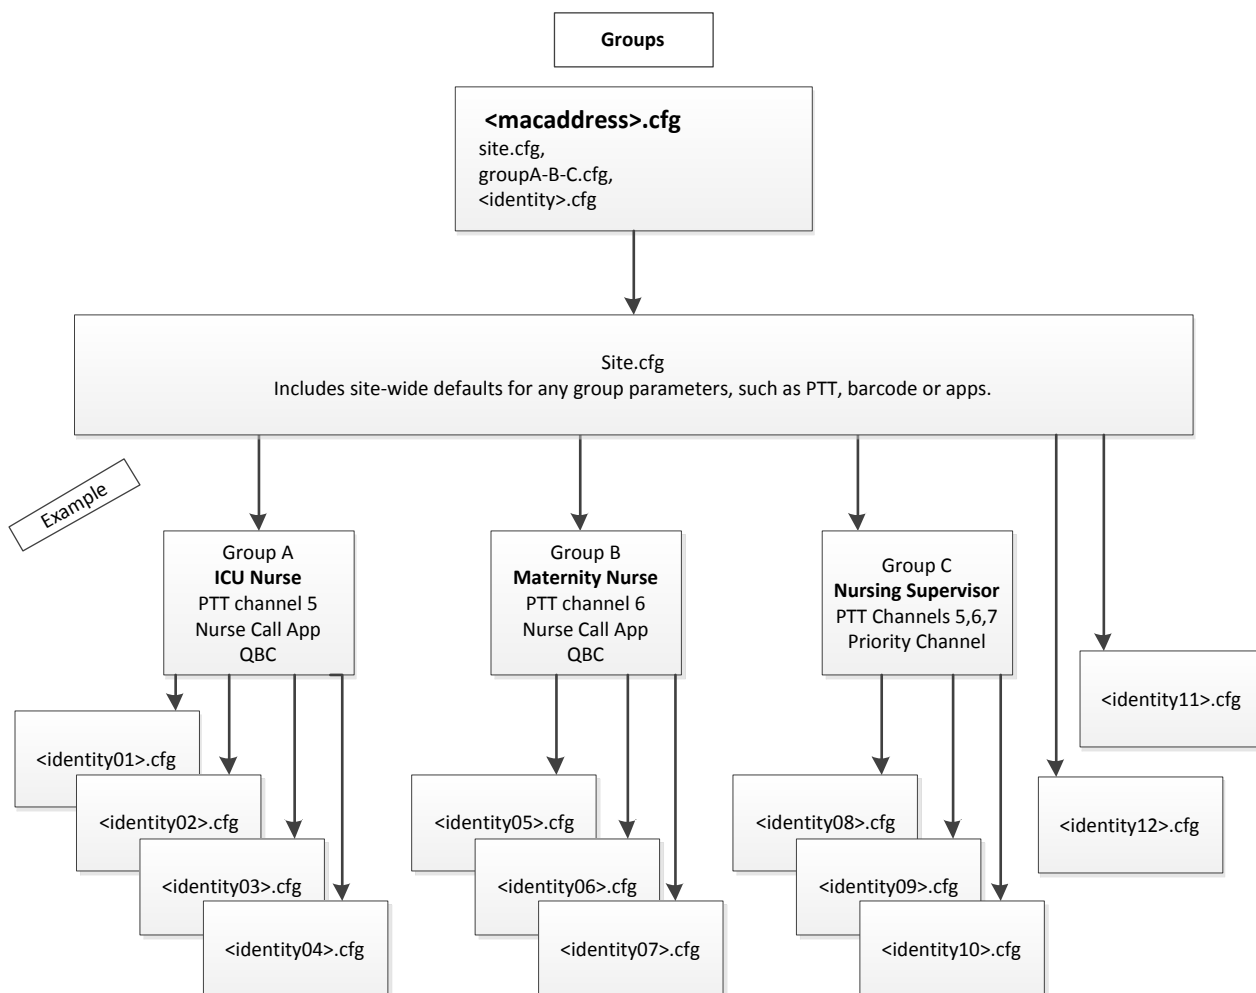 Groups
<macaddress>.cfg
site.cfg,
groupA-B-C.cfg,
<identity>.cfg
Site.cfg
Includes site-wide defaults for any group parameters, such as PTT, barcode or apps.
Example
Group A
ICU Nurse
PTT channel 5
Nurse Call App
QBC
Group B
Maternity Nurse
PTT channel 6
Nurse Call App
QBC
Group C
Nursing Supervisor
PTT Channels 5,6,7
Priority Channel
<identity11>.cfg
<identity01>.cfg
<identity02>.cfg
<identity03>.cfg
<identity04>.cfg
<identity05>.cfg
<identity06>.cfg
<identity07>.cfg
<identity08>.cfg
<identity09>.cfg
<identity10>.cfg
<identity12>.cfg